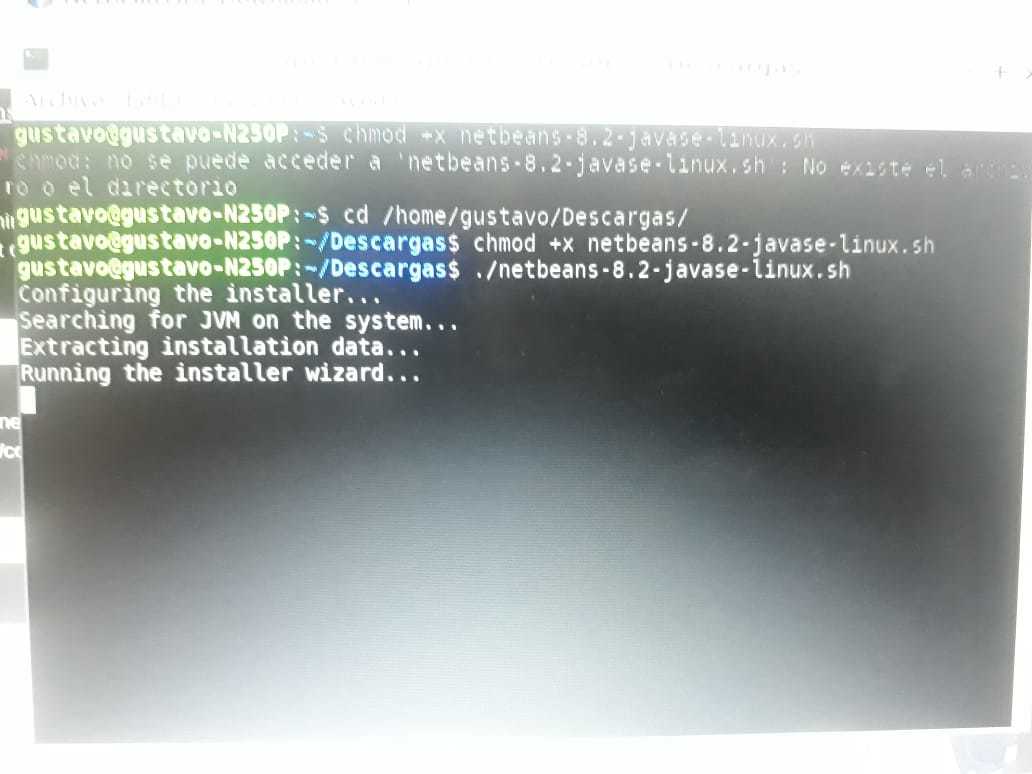 Archivo
gustavo@gustavo-N250P:~$ chmod +x netbeans-8.2-javase-linux.sh
chmod: no se puede acceder a 'netbeans-8.2-javase-linux.sh': No existe el archi
ro o el directorio
gustavo@gustavo-N250P:~$ cd /home/gustavo/Descargas/
gustavo@gustavo-N250P:~/Descargas$ chmod +x netbeans-8.2-javase-linux.sh
gustavo@gustavo-N250P:~/Descargas$ ./netbeans-8.2-javase-linux.sh
Configuring the installer...
Searching for JVM on the system...
Extracting installation data...
Running the installer wizard...